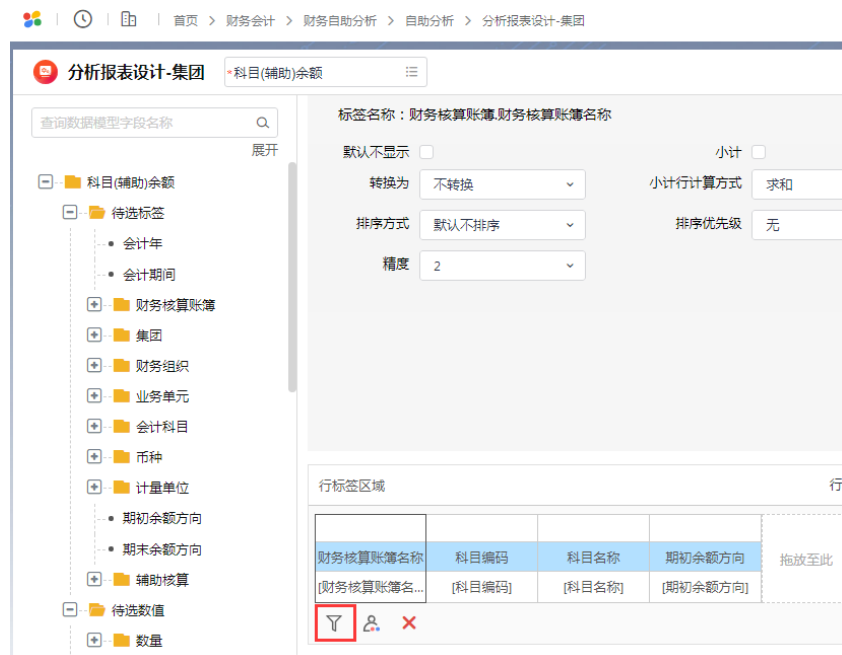 首页 > 财务会计 > 财务自助分析 > 自助分析 > 分析报表设计-集团
分析报表设计-集团 *科目(辅助)余额
查询数据模型字段名称
展开
科目(辅助)余额
待选标签
会计年
会计期间
财务核算账簿
集团
财务组织
业务单元
会计科目
币种
计量单位
期初余额方向
期末余额方向
辅助核算
待选数值
数量
标签名称：财务核算账簿.财务核算账簿名称
默认不显示 小计
转换为 不转换 小计行计算方式 求和
排序方式 默认不排序 排序优先级 无
精度 2
行标签区域 行
财务核算账簿名称 科目编码 科目名称 期初余额方向 拖放至此
[财务核算账簿名... [科目编码] [科目名称] [期初余额方向]